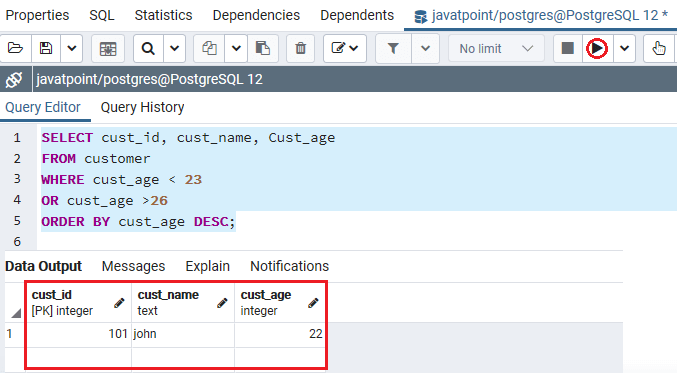 Properties SQL Statistics Dependencies Dependents javatpoint/postgres@PostgreSQL 12 *
No limit
javatpoint/postgres@PostgreSQL 12
Query Editor Query History
1 SELECT cust_id, cust_name, Cust_age
2 FROM customer
3 WHERE cust_age < 23
4 OR cust_age >26
5 ORDER BY cust_age DESC;
6
Data Output Messages Explain Notifications
cust_id cust_name cust_age
[PK] integer text integer
1 101 john 22